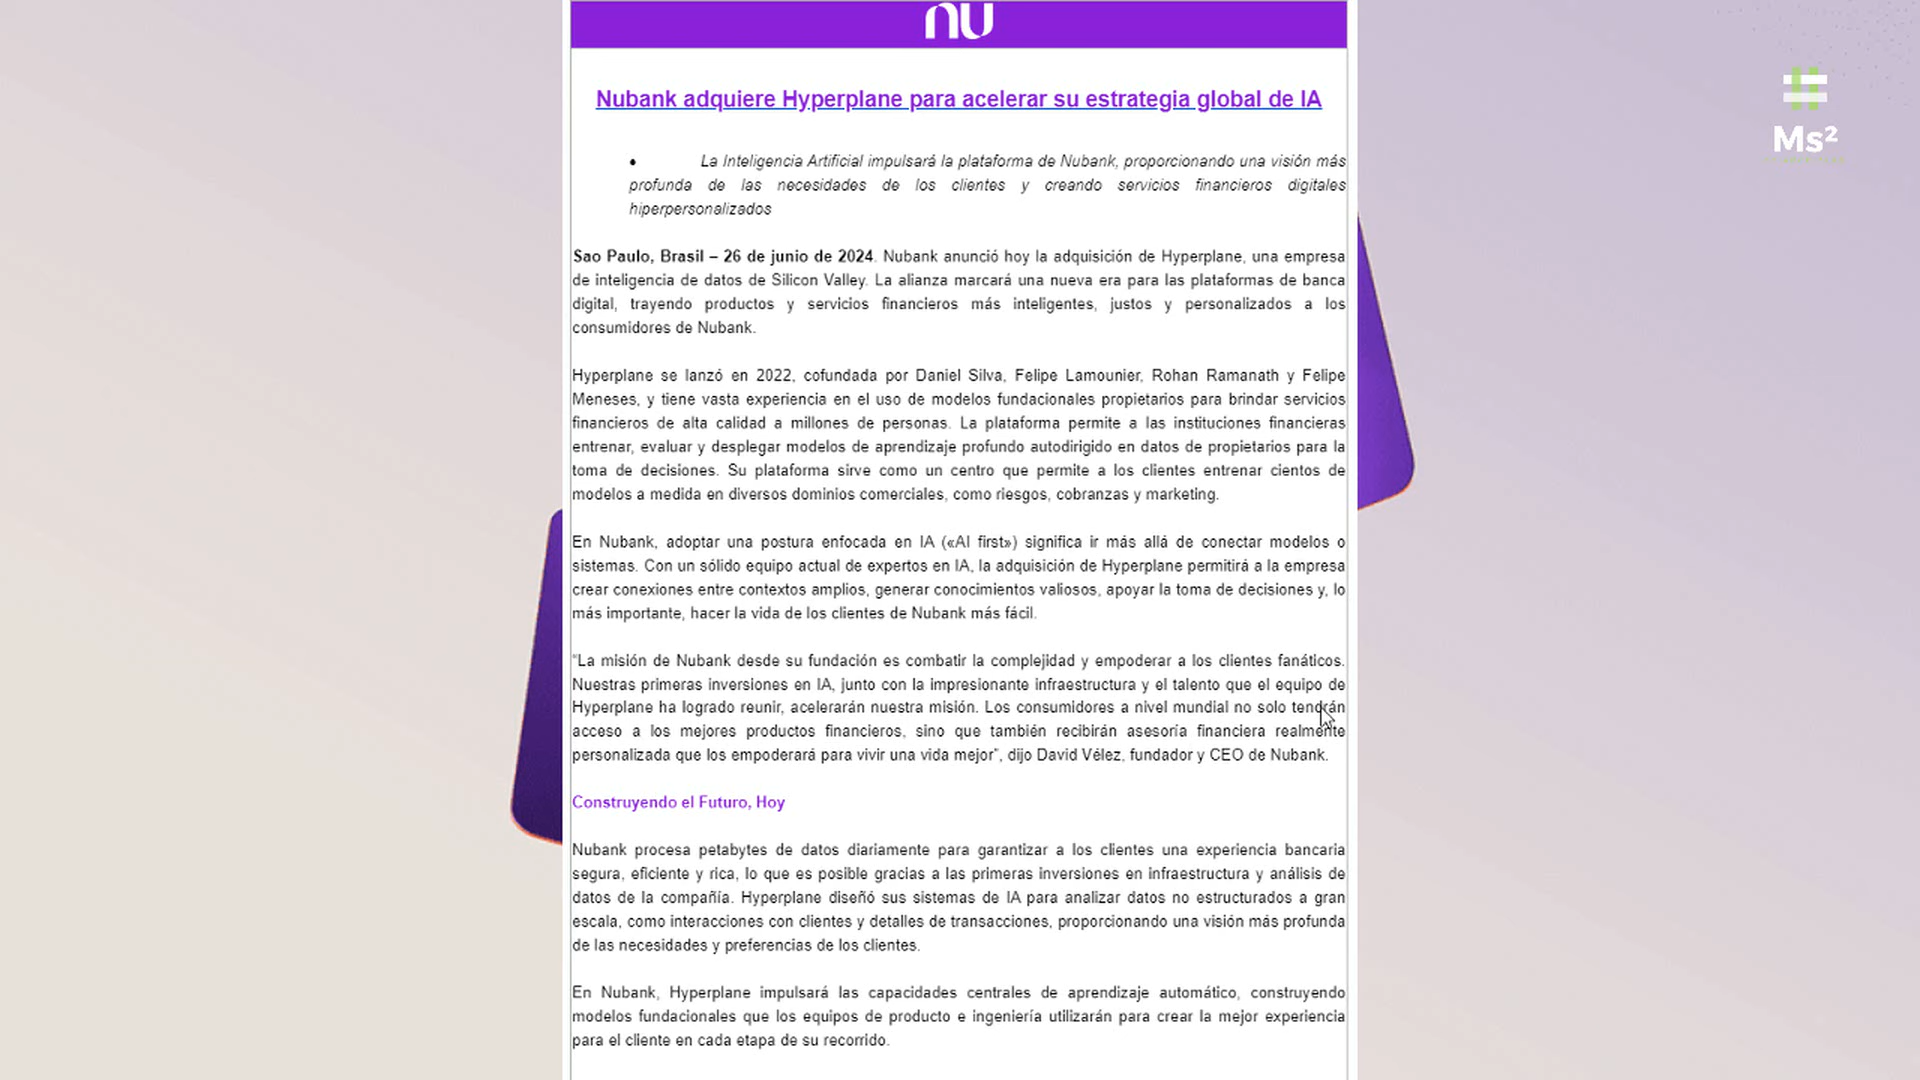 nu
Nubank adquiere Hyperplane para acelerar su estrategia global de IA
Ms²
• La Inteligencia Artificial impulsará la plataforma de Nubank, proporcionando una visión más
profunda de las necesidades de los clientes y creando servicios financieros digitales
hiperpersonalizados
Sao Paulo, Brasil – 26 de junio de 2024. Nubank anunció hoy la adquisición de Hyperplane, una empresa
de inteligencia de datos de Silicon Valley. La alianza marcará una nueva era para las plataformas de banca
digital, trayendo productos y servicios financieros más inteligentes, justos y personalizados a los
consumidores de Nubank.
Hyperplane se lanzó en 2022, cofundada por Daniel Silva, Felipe Lamounier, Rohan Ramanath y Felipe
Meneses, y tiene vasta experiencia en el uso de modelos fundacionales propietarios para brindar servicios
financieros de alta calidad a millones de personas. La plataforma permite a las instituciones financieras
entrenar, evaluar y desplegar modelos de aprendizaje profundo autodirigido en datos de propietarios para la
toma de decisiones. Su plataforma sirve como un centro que permite a los clientes entrenar cientos de
modelos a medida en diversos dominios comerciales, como riesgos, cobranzas y marketing.
En Nubank, adoptar una postura enfocada en IA («AI first») significa ir más allá de conectar modelos o
sistemas. Con un sólido equipo actual de expertos en IA, la adquisición de Hyperplane permitirá a la empresa
crear conexiones entre contextos amplios, generar conocimientos valiosos, apoyar la toma de decisiones y, lo
más importante, hacer la vida de los clientes de Nubank más fácil.
“La misión de Nubank desde su fundación es combatir la complejidad y empoderar a los clientes fanáticos.
Nuestras primeras inversiones en IA, junto con la impresionante infraestructura y el talento que el equipo de
Hyperplane ha logrado reunir, acelerarán nuestra misión. Los consumidores a nivel mundial no solo tendrán
acceso a los mejores productos financieros, sino que también recibirán asesoría financiera realmente
personalizada que los empoderará para vivir una vida mejor”, dijo David Vélez, fundador y CEO de Nubank.
Construyendo el Futuro, Hoy
Nubank procesa petabytes de datos diariamente para garantizar a los clientes una experiencia bancaria
segura, eficiente y rica, lo que es posible gracias a las primeras inversiones en infraestructura y análisis de
datos de la compañía. Hyperplane diseñó sus sistemas de IA para analizar datos no estructurados a gran
escala, como interacciones con clientes y detalles de transacciones, proporcionando una visión más profunda
de las necesidades y preferencias de los clientes.
En Nubank, Hyperplane impulsará las capacidades centrales de aprendizaje automático, construyendo
modelos fundacionales que los equipos de producto e ingeniería utilizarán para crear la mejor experiencia
para el cliente en cada etapa de su recorrido.